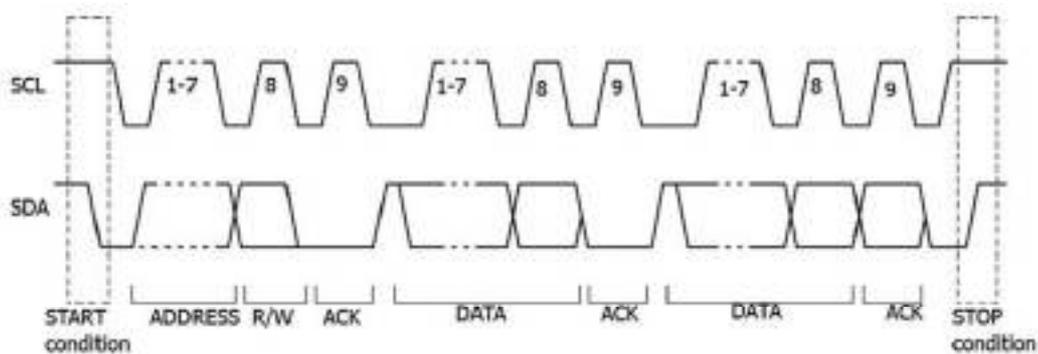 SCL 1-7 8 9 1-7 8 9 1-7 8 9
SDA
START condition ADDRESS R/W ACK DATA ACK DATA ACK STOP condition